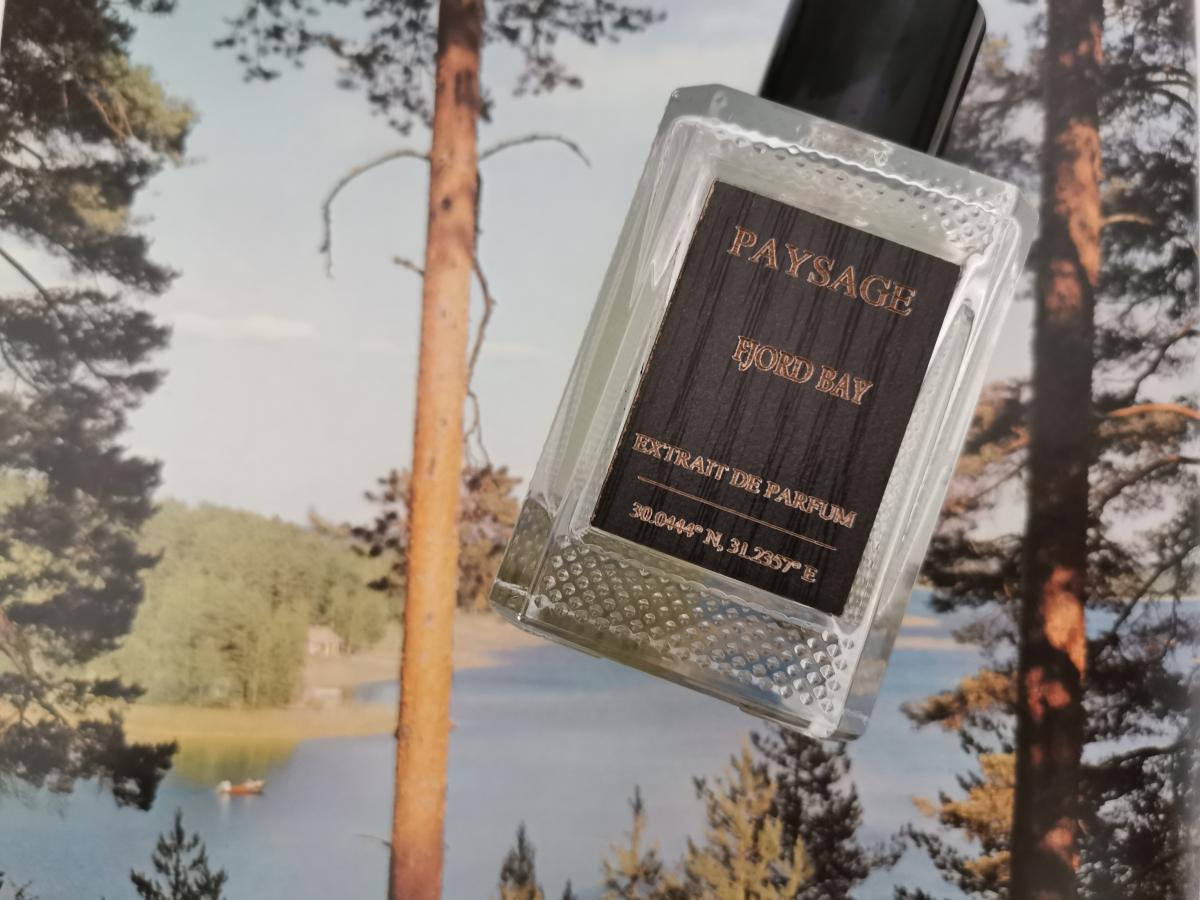 PAYSAGE
FJORD BAY
EXTRAIT DE PARFUM
30.0444° N, 31.2357° E